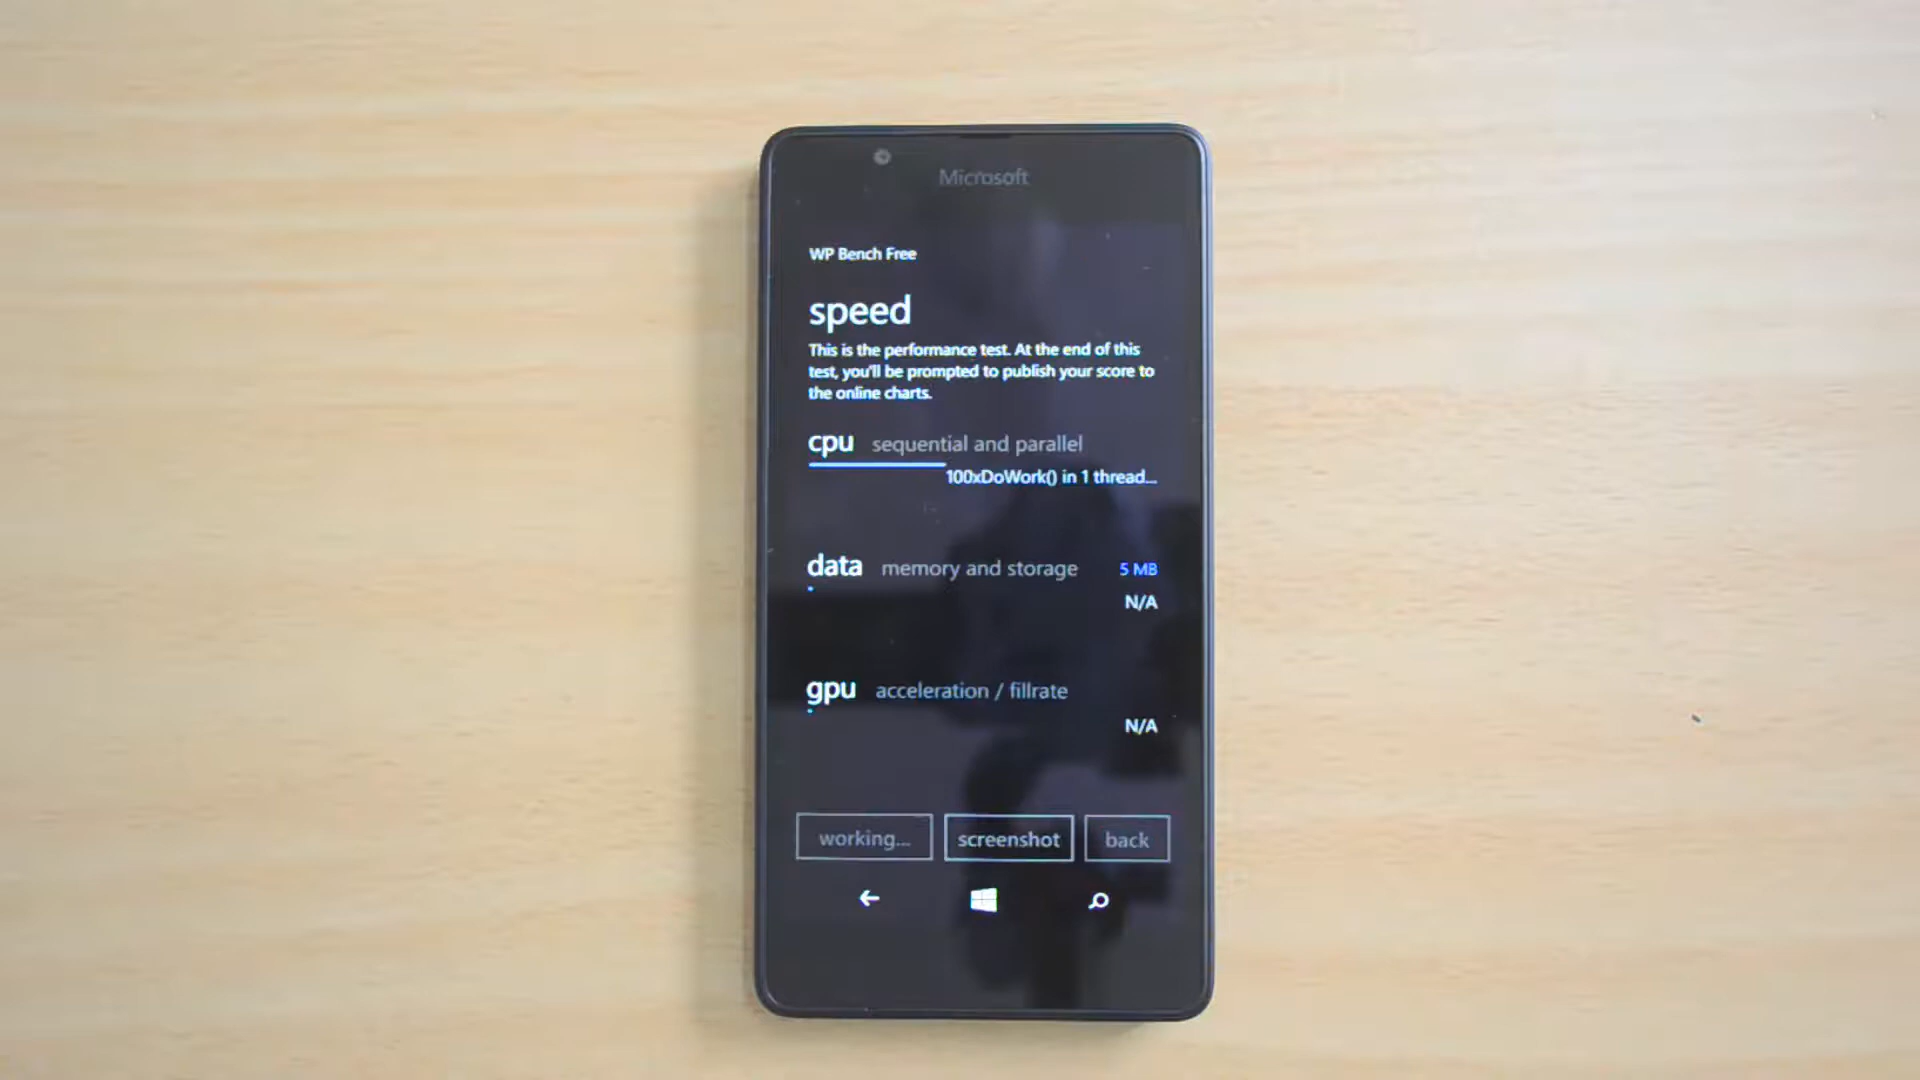 Microsoft
WP Bench Free
speed
This is the performance test. At the end of this
test, you'll be prompted to publish your score to
the online charts.
cpu sequential and parallel
100xDoWork() in 1 thread...
data memory and storage 5 MB
N/A
gpu acceleration / fillrate
N/A
working... screenshot back